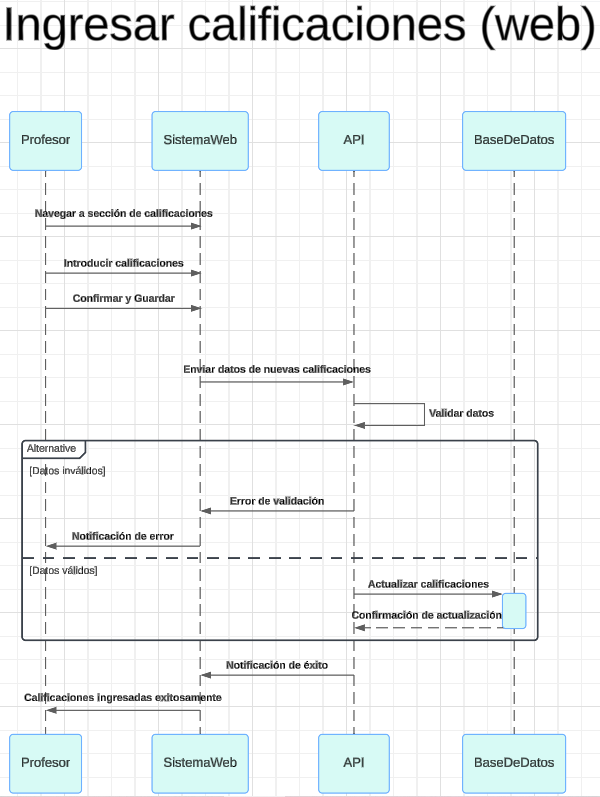 Ingresar calificaciones (web)
Profesor
SistemaWeb
API
BaseDeDatos
Navegar a sección de calificaciones
Introducir calificaciones
Confirmar y Guardar
Enviar datos de nuevas calificaciones
Validar datos
Alternative
[Datos inválidos]
Error de validación
Notificación de error
[Datos válidos]
Actualizar calificaciones
Confirmación de actualización
Notificación de éxito
Calificaciones ingresadas exitosamente
Profesor
SistemaWeb
API
BaseDeDatos